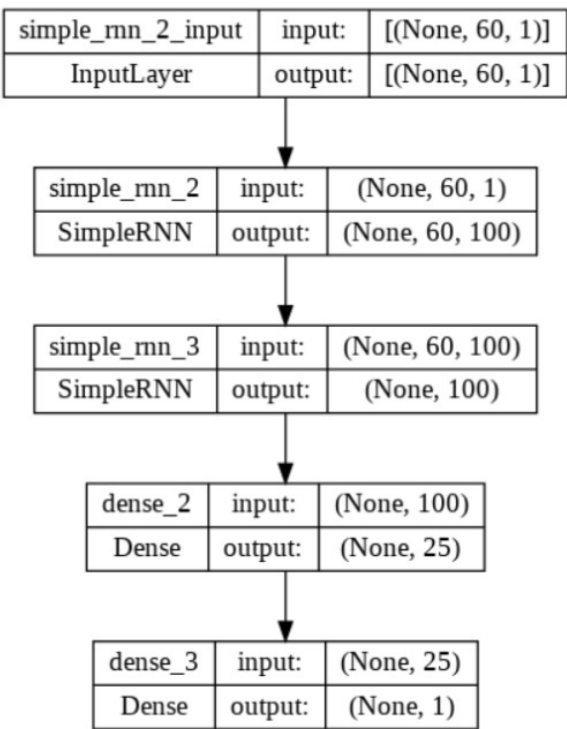 simple_rnn_2_input input: [(None, 60, 1)]
InputLayer output: [(None, 60, 1)]
simple_rnn_2 input: (None, 60, 1)
SimpleRNN output: (None, 60, 100)
simple_rnn_3 input: (None, 60, 100)
SimpleRNN output: (None, 100)
dense_2 input: (None, 100)
Dense output: (None, 25)
dense_3 input: (None, 25)
Dense output: (None, 1)